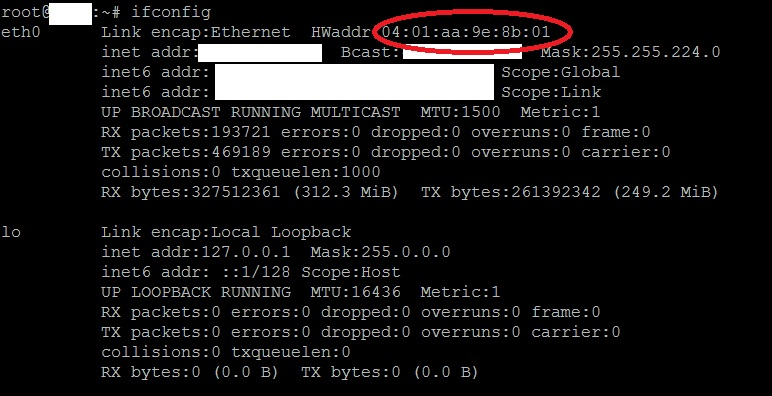 root@ :~# ifconfig
eth0 Link encap:Ethernet HWaddr 04:01:aa:9e:8b:01
inet addr: Bcast: Mask:255.255.224.0
inet6 addr: Scope:Global
inet6 addr: Scope:Link
UP BROADCAST RUNNING MULTICAST MTU:1500 Metric:1
RX packets:193721 errors:0 dropped:0 overruns:0 frame:0
TX packets:469189 errors:0 dropped:0 overruns:0 carrier:0
collisions:0 txqueuelen:1000
RX bytes:327512361 (312.3 MiB) TX bytes:261392342 (249.2 MiB)
lo Link encap:Local Loopback
inet addr:127.0.0.1 Mask:255.0.0.0
inet6 addr: ::1/128 Scope:Host
UP LOOPBACK RUNNING MTU:16436 Metric:1
RX packets:0 errors:0 dropped:0 overruns:0 frame:0
TX packets:0 errors:0 dropped:0 overruns:0 carrier:0
collisions:0 txqueuelen:0
RX bytes:0 (0.0 B) TX bytes:0 (0.0 B)